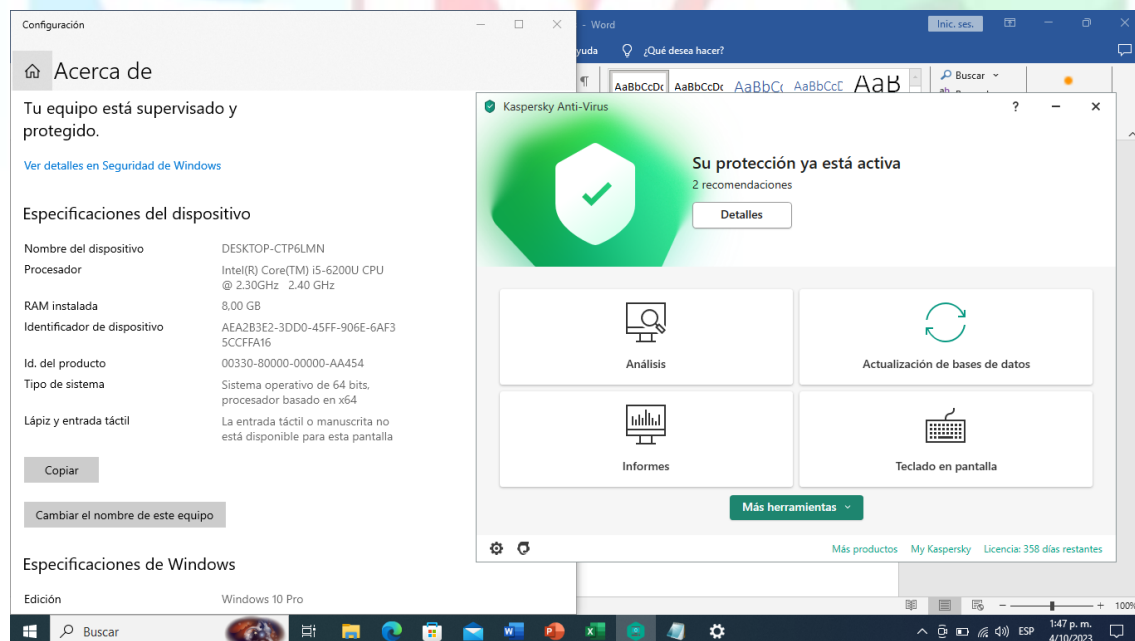 Configuración
Acerca de
Tu equipo está supervisado y
protegido.
Ver detalles en Seguridad de Windows
Especificaciones del dispositivo
Nombre del dispositivo DESKTOP-CTP6LMN
Procesador Intel(R) Core(TM) i5-6200U CPU
@ 2.30GHz 2.40 GHz
RAM instalada 8,00 GB
Identificador de dispositivo AEA2B3E2-3DD0-45FF-906E-6AF3
5CCFFA16
Id. del producto 00330-80000-00000-AA454
Tipo de sistema Sistema operativo de 64 bits,
procesador basado en x64
Lápiz y entrada táctil La entrada táctil o manuscrita no
está disponible para esta pantalla
Copiar
Cambiar el nombre de este equipo
Especificaciones de Windows
Edición Windows 10 Pro
- Word
Inic. ses.
yuda ¿Qué desea hacer?
AaBbCcDc AaBbCcDc AaBbC AaBbCcC AaB
Buscar
Kaspersky Anti-Virus
Su protección ya está activa
2 recomendaciones
Detalles
Análisis
Actualización de bases de datos
Informes
Teclado en pantalla
Más herramientas
Más productos My Kaspersky Licencia: 358 días restantes
100%
Buscar
ESP
1:47 p. m.
4/10/2023